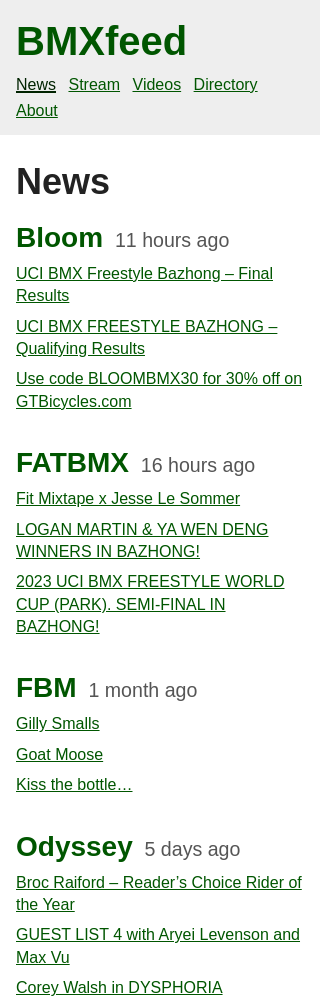 BMXfeed
News Stream Videos Directory
About
News
Bloom 11 hours ago
UCI BMX Freestyle Bazhong – Final
Results
UCI BMX FREESTYLE BAZHONG –
Qualifying Results
Use code BLOOMBMX30 for 30% off on
GTBicycles.com
FATBMX 16 hours ago
Fit Mixtape x Jesse Le Sommer
LOGAN MARTIN & YA WEN DENG
WINNERS IN BAZHONG!
2023 UCI BMX FREESTYLE WORLD
CUP (PARK). SEMI-FINAL IN
BAZHONG!
FBM 1 month ago
Gilly Smalls
Goat Moose
Kiss the bottle…
Odyssey 5 days ago
Broc Raiford – Reader’s Choice Rider of
the Year
GUEST LIST 4 with Aryei Levenson and
Max Vu
Corey Walsh in DYSPHORIA